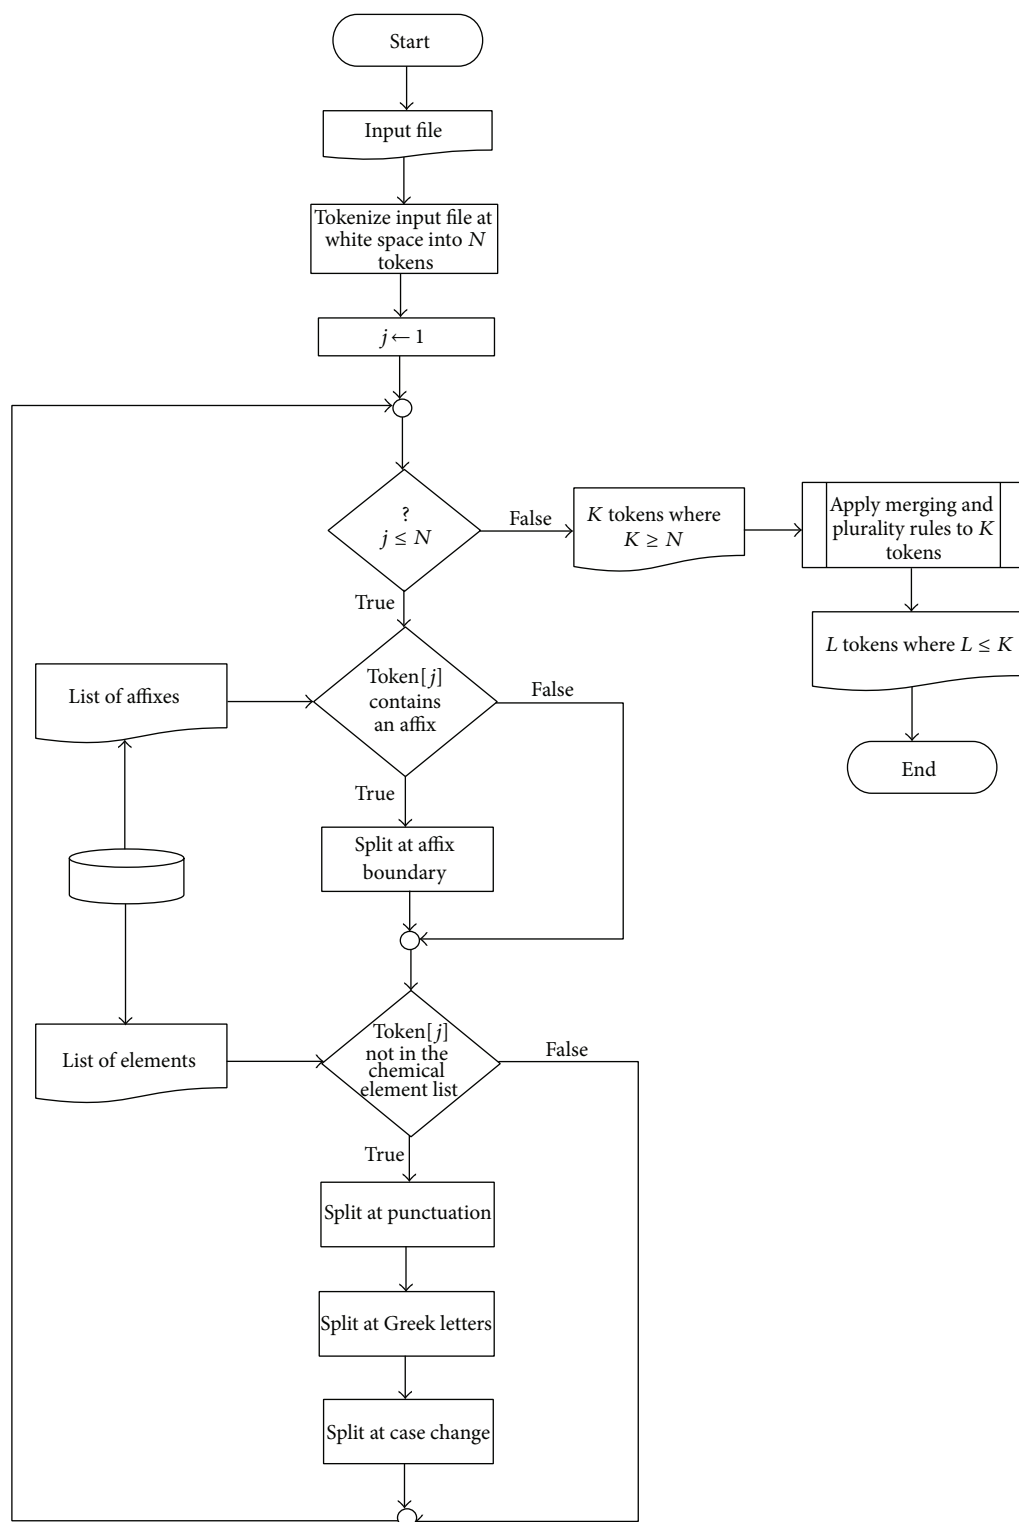 Start
Input file
Tokenize input file at
white space into N
tokens
j ← 1
?
j ≤ N
False
K tokens where
K ≥ N
Apply merging and
plurality rules to K
tokens
True
L tokens where L ≤ K
List of affixes
Token[j]
contains
an affix
False
End
True
Split at affix
boundary
List of elements
Token[j]
not in the
chemical
element list
False
True
Split at punctuation
Split at Greek letters
Split at case change